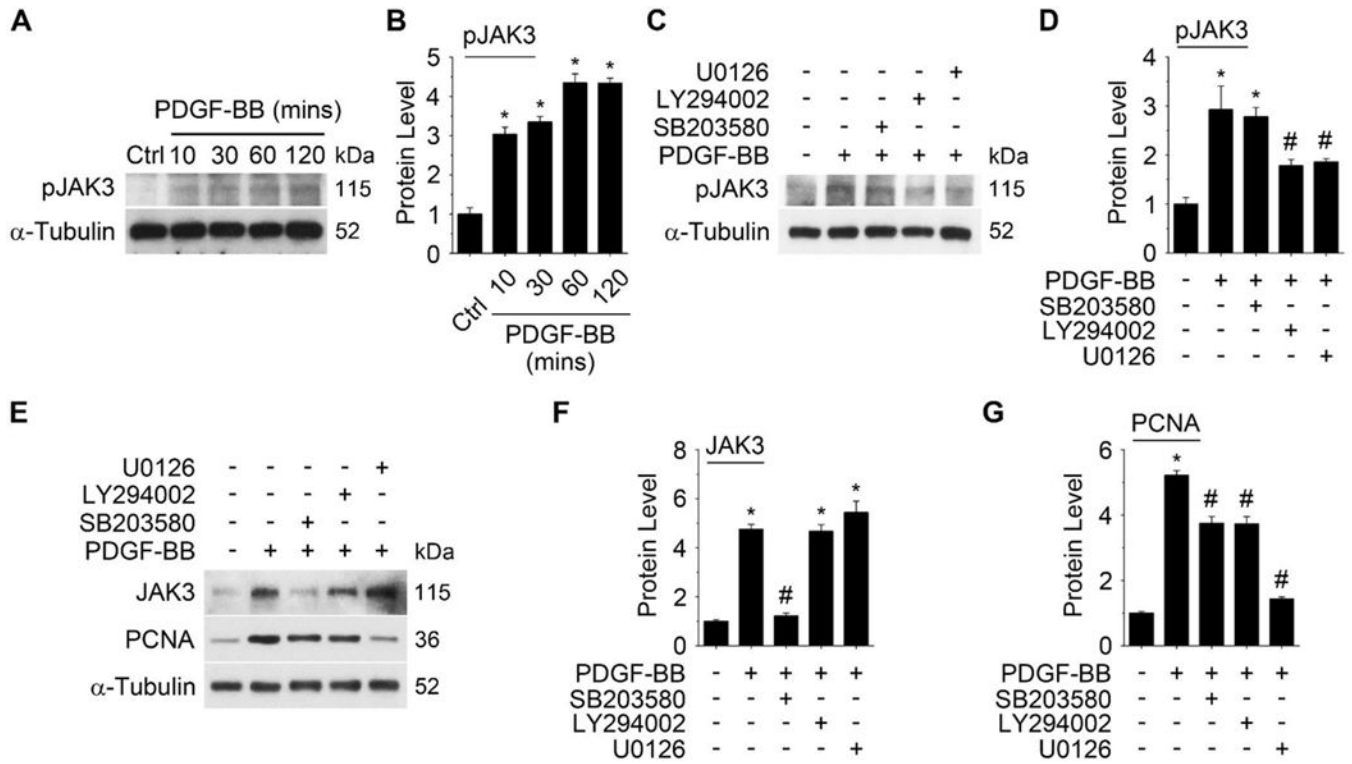 A
PDGF-BB (mins)
Ctrl 10 30 60 120 kDa
pJAK3 115
α-Tubulin 52
B
pJAK3
Protein Level
5
4
3
2
1
0
Ctrl 10 30 60 120
PDGF-BB
(mins)
C
U0126 - - - - +
LY294002 - - - + -
SB203580 - - + - -
PDGF-BB - + + + + kDa
pJAK3 115
α-Tubulin 52
D
pJAK3
Protein Level
4
3
2
1
0
* * # #
PDGF-BB - + + + +
SB203580 - - + - -
LY294002 - - - + -
U0126 - - - - +
E
U0126 - - - - +
LY294002 - - - + -
SB203580 - - + - -
PDGF-BB - + + + + kDa
JAK3 115
PCNA 36
α-Tubulin 52
F
JAK3
Protein Level
8
6
4
2
0
* # * *
PDGF-BB - + + + +
SB203580 - - + - -
LY294002 - - - + -
U0126 - - - - +
G
PCNA
Protein Level
6
4
2
0
* # # #
PDGF-BB - + + + +
SB203580 - - + - -
LY294002 - - - + -
U0126 - - - - +